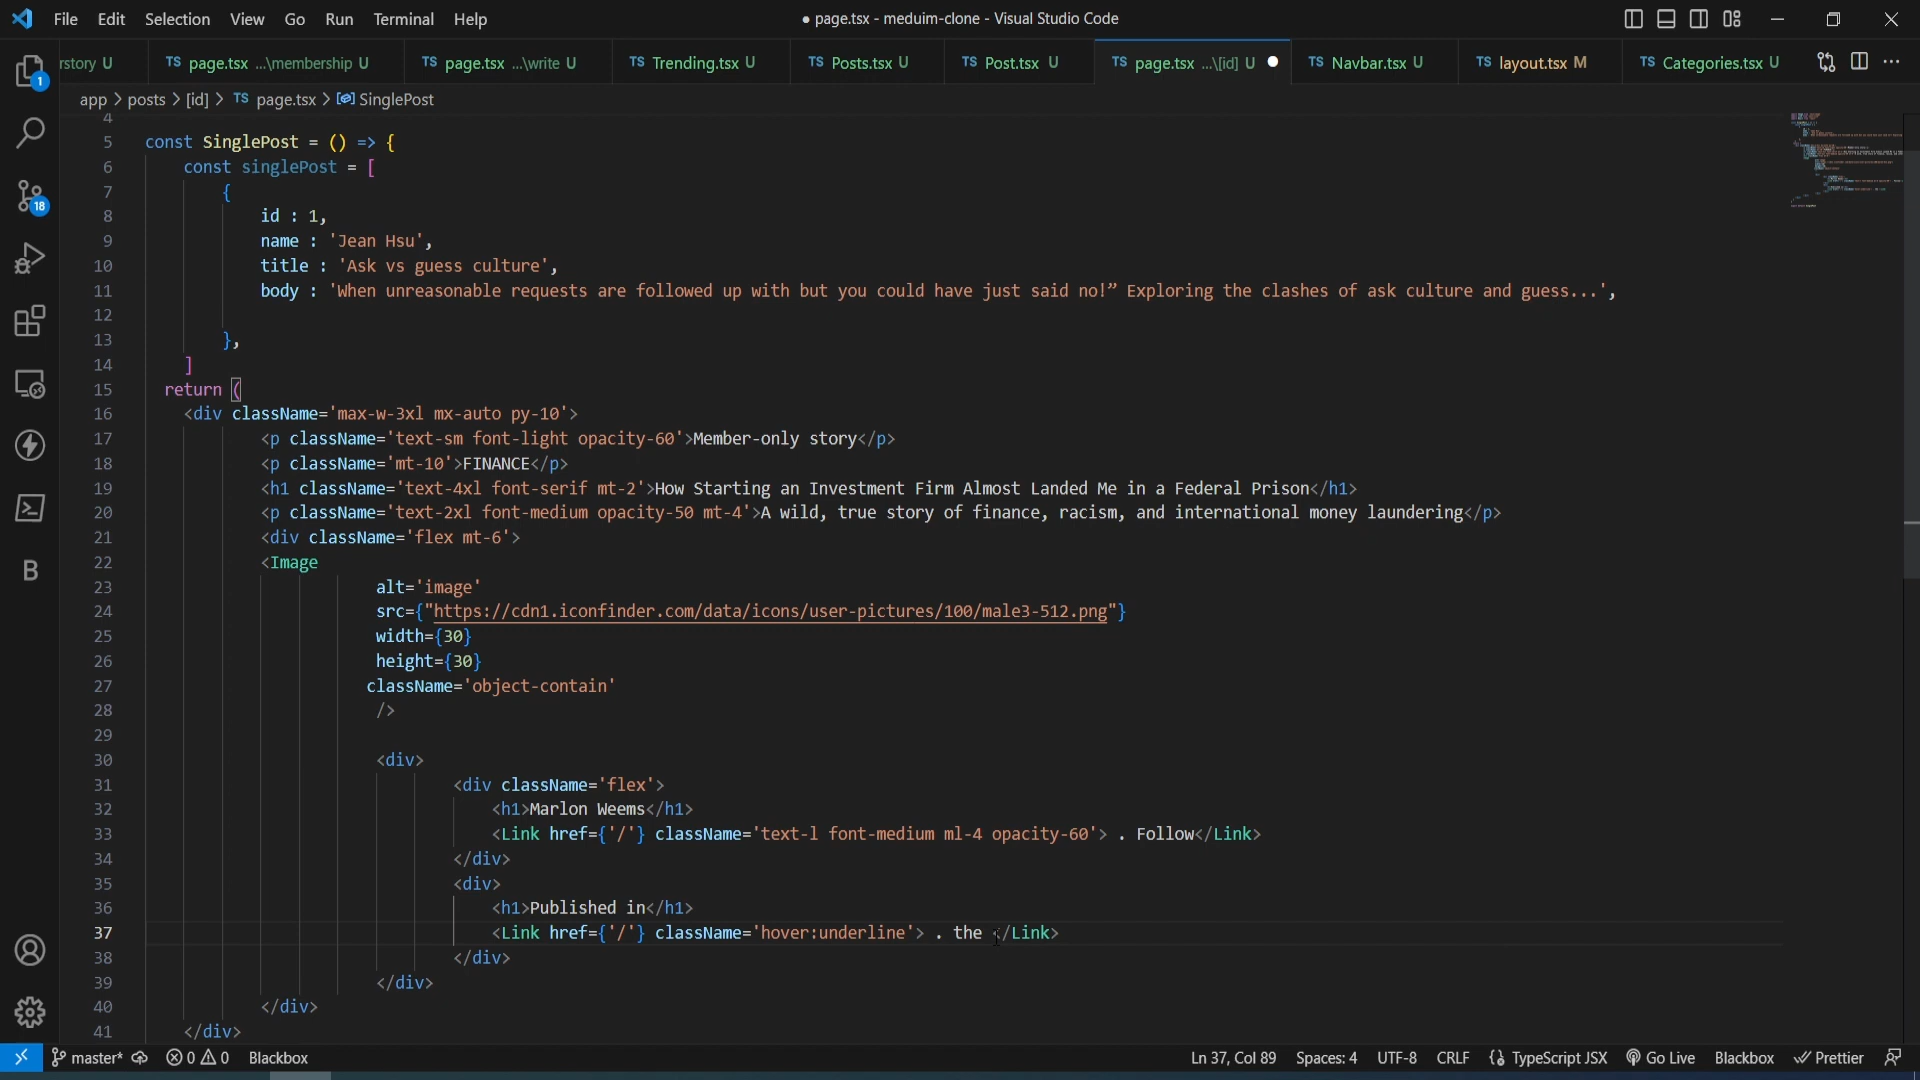 File Edit Selection View Go Run Terminal Help
● page.tsx - meduim-clone - Visual Studio Code
rstory U
TS page.tsx ...\membership U
TS page.tsx ...\write U
TS Trending.tsx U
TS Posts.tsx U
TS Post.tsx U
TS page.tsx ...\[id] U ●
TS Navbar.tsx U
TS layout.tsx M
TS Categories.tsx U
1
18
B
app > posts > [id] > TS page.tsx > SinglePost
4
5 const SinglePost = () => {
6 const singlePost = [
7 {
8 id : 1,
9 name : 'Jean Hsu',
10 title : 'Ask vs guess culture',
11 body : 'When unreasonable requests are followed up with but you could have just said no!” Exploring the clashes of ask culture and guess...',
12
13 },
14 ]
15 return (
16 <div className='max-w-3xl mx-auto py-10'>
17 <p className='text-sm font-light opacity-60'>Member-only story</p>
18 <p className='mt-10'>FINANCE</p>
19 <h1 className='text-4xl font-serif mt-2'>How Starting an Investment Firm Almost Landed Me in a Federal Prison</h1>
20 <p className='text-2xl font-medium opacity-50 mt-4'>A wild, true story of finance, racism, and international money laundering</p>
21 <div className='flex mt-6'>
22 <Image
23 alt='image'
24 src={"https://cdn1.iconfinder.com/data/icons/user-pictures/100/male3-512.png"}
25 width={30}
26 height={30}
27 className='object-contain'
28 />
29
30 <div>
31 <div className='flex'>
32 <h1>Marlon Weems</h1>
33 <Link href={'/'} className='text-l font-medium ml-4 opacity-60'> . Follow</Link>
34 </div>
35 <div>
36 <h1>Published in</h1>
37 <Link href={'/'} className='hover:underline'> . the </Link>
38 </div>
39 </div>
40 </div>
41 </div>
master* 0 0 Blackbox
Ln 37, Col 89 Spaces: 4 UTF-8 CRLF {} TypeScript JSX Go Live Blackbox Prettier